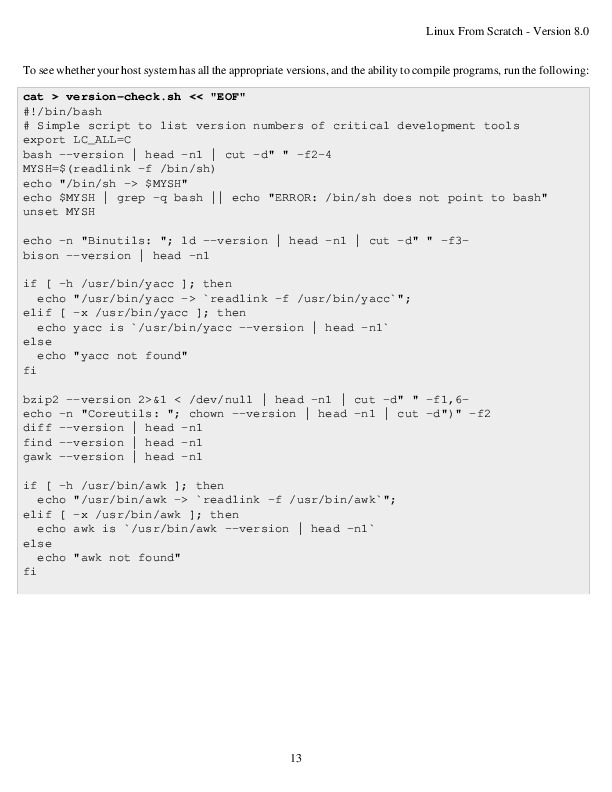 Linux From Scratch - Version 8.0
To see whether your host system has all the appropriate versions, and the ability to compile programs, run the following:
cat > version-check.sh << "EOF"
#!/bin/bash
# Simple script to list version numbers of critical development tools
export LC_ALL=C
bash --version | head -n1 | cut -d" " -f2-4
MYSH=$(readlink -f /bin/sh)
echo "/bin/sh -> $MYSH"
echo $MYSH | grep -q bash || echo "ERROR: /bin/sh does not point to bash"
unset MYSH

echo -n "Binutils: "; ld --version | head -n1 | cut -d" " -f3-
bison --version | head -n1

if [ -h /usr/bin/yacc ]; then
  echo "/usr/bin/yacc -> `readlink -f /usr/bin/yacc`";
elif [ -x /usr/bin/yacc ]; then
  echo yacc is `/usr/bin/yacc --version | head -n1`
else
  echo "yacc not found"
fi

bzip2 --version 2>&1 < /dev/null | head -n1 | cut -d" " -f1,6-
echo -n "Coreutils: "; chown --version | head -n1 | cut -d")" -f2
diff --version | head -n1
find --version | head -n1
gawk --version | head -n1

if [ -h /usr/bin/awk ]; then
  echo "/usr/bin/awk -> `readlink -f /usr/bin/awk`";
elif [ -x /usr/bin/awk ]; then
  echo awk is `/usr/bin/awk --version | head -n1`
else
  echo "awk not found"
fi
13